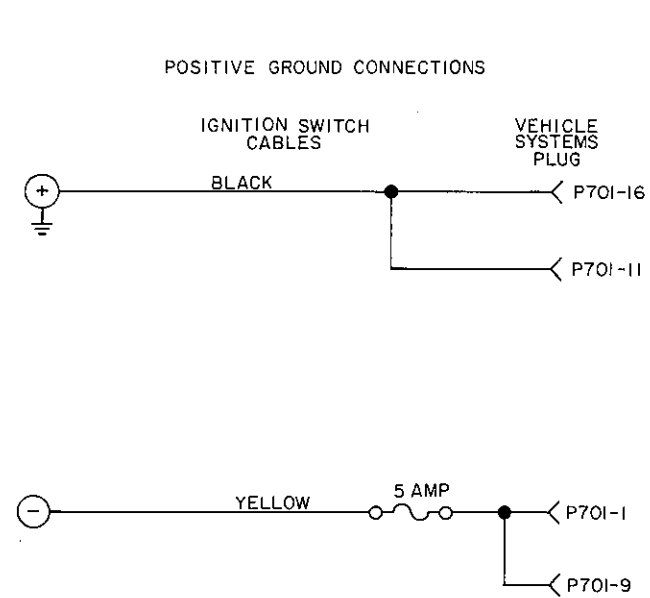 POSITIVE GROUND CONNECTIONS
IGNITION SWITCH
CABLES
VEHICLE
SYSTEMS
PLUG
+
BLACK
P701-16
P701-11
−
YELLOW
5 AMP
P701-1
P701-9